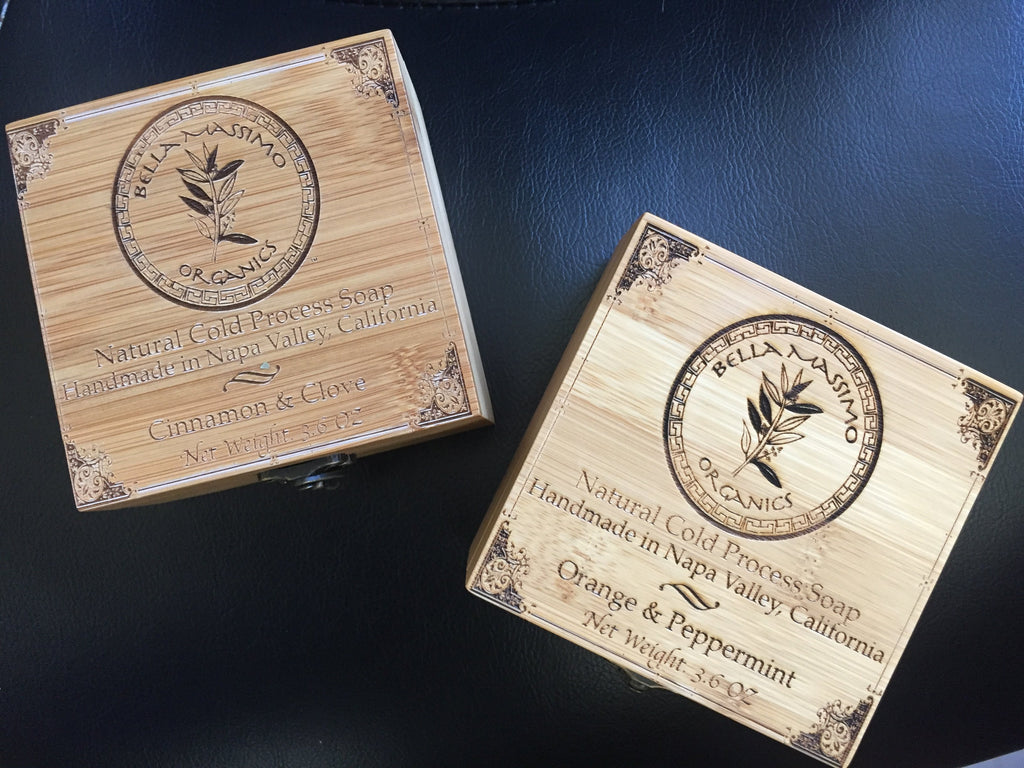 BELLA MASSIMO
ORGANICS
Natural Cold Process Soap
Handmade in Napa Valley, California
Cinnamon & Clove
Net Weight: 3.6 OZ
BELLA MASSIMO
ORGANICS
Natural Cold Process Soap
Handmade in Napa Valley, California
Orange & Peppermint
Net Weight: 3.6 OZ